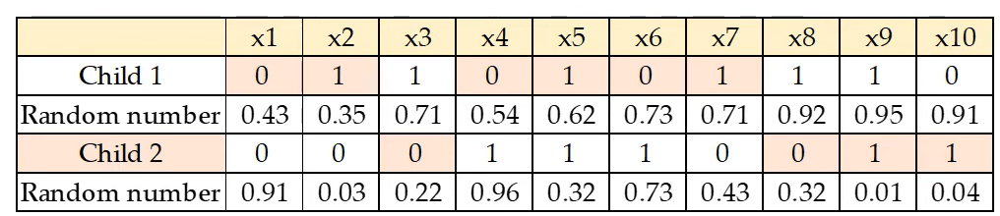 x1 x2 x3 x4 x5 x6 x7 x8 x9 x10
Child 1 0 1 1 0 1 0 1 1 1 0
Random number 0.43 0.35 0.71 0.54 0.62 0.73 0.71 0.92 0.95 0.91
Child 2 0 0 0 1 1 1 0 0 1 1
Random number 0.91 0.03 0.22 0.96 0.32 0.73 0.43 0.32 0.01 0.04